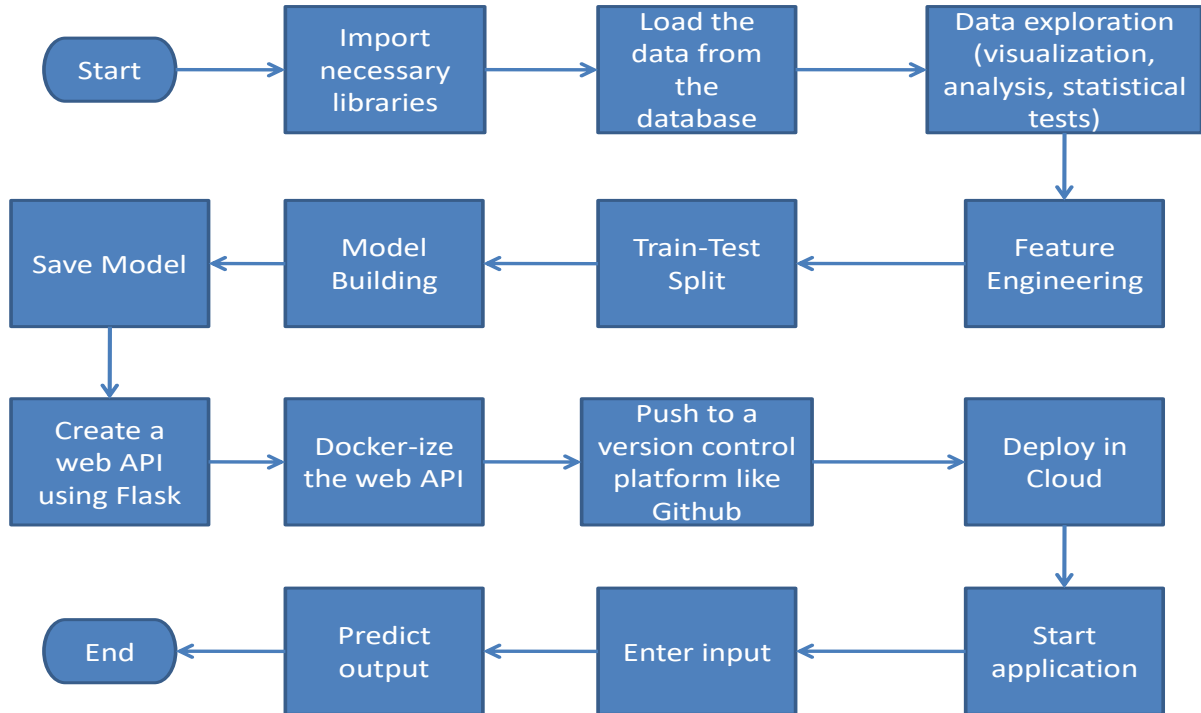 Start
Import
necessary
libraries
Load the
data from
the
database
Data exploration
(visualization,
analysis, statistical
tests)
Feature
Engineering
Train-Test
Split
Model
Building
Save Model
Create a
web API
using Flask
Docker-ize
the web API
Push to a
version control
platform like
Github
Deploy in
Cloud
Start
application
Enter input
Predict
output
End